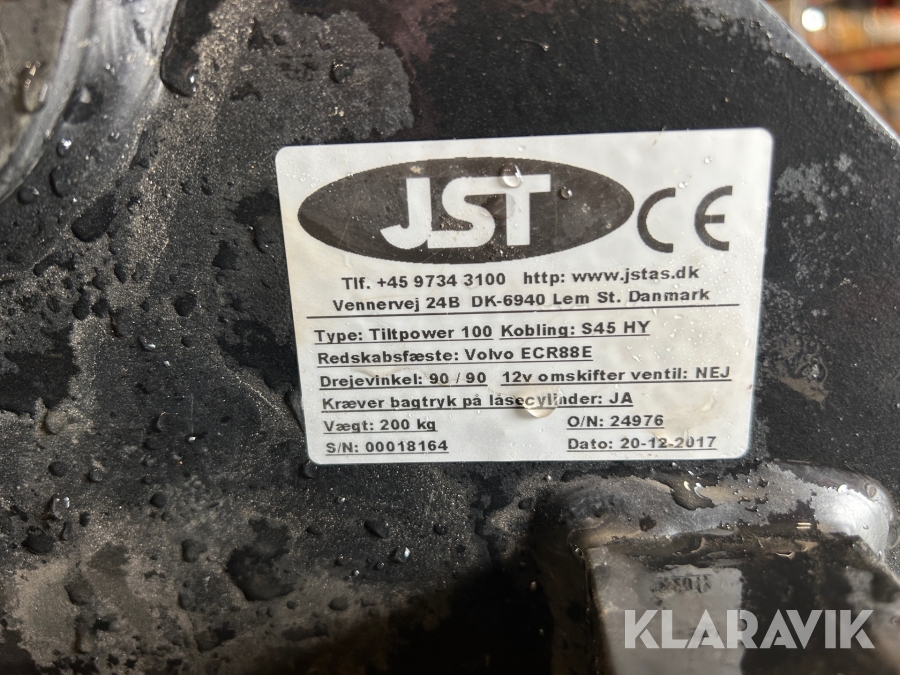 JST CE
Tlf. +45 9734 3100 http: www.jstas.dk
Vennervej 24B DK-6940 Lem St. Danmark
Type: Tiltpower 100 Kobling: S45 HY
Redskabsfæste: Volvo ECR88E
Drejevinkel: 90 / 90 12v omskifter ventil: NEJ
Kræver bagtryk på låsecylinder: JA
Vægt: 200 kg O/N: 24976
S/N: 00018164 Dato: 20-12-2017
KLARAVIK